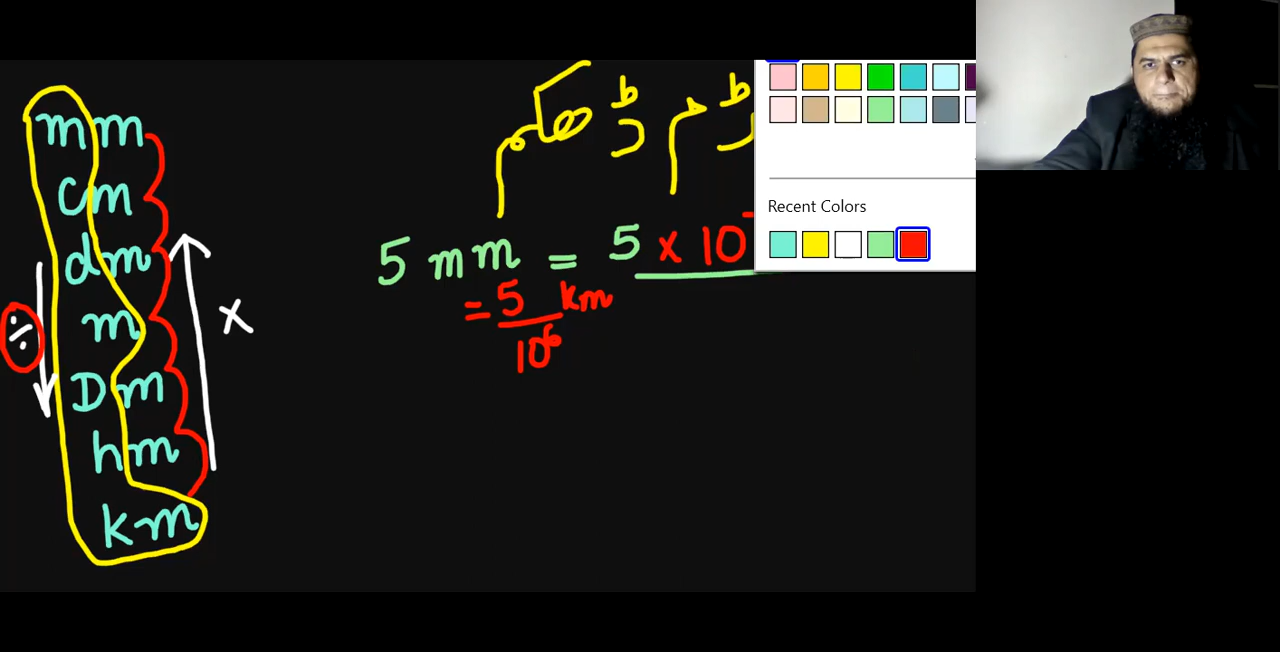 mm
cm
dm
m
Dm
hm
km
÷
x
b b
5 mm = 5 x 10⁻
= 5/10⁶ km
Recent Colors